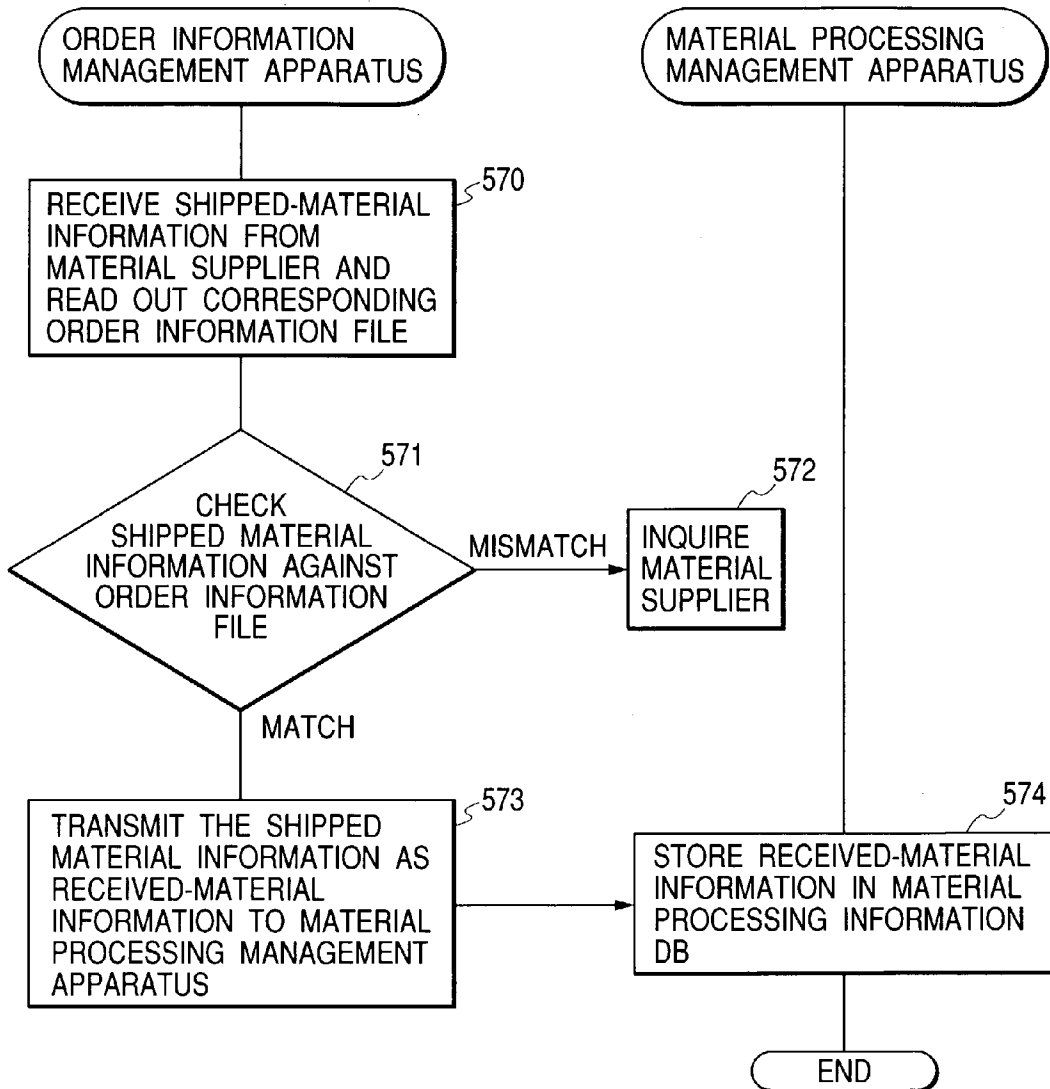 ORDER INFORMATION
MANAGEMENT APPARATUS
MATERIAL PROCESSING
MANAGEMENT APPARATUS
570
RECEIVE SHIPPED-MATERIAL
INFORMATION FROM
MATERIAL SUPPLIER AND
READ OUT CORRESPONDING
ORDER INFORMATION FILE
571
CHECK
SHIPPED MATERIAL
INFORMATION AGAINST
ORDER INFORMATION
FILE
MISMATCH
572
INQUIRE
MATERIAL
SUPPLIER
MATCH
573
TRANSMIT THE SHIPPED
MATERIAL INFORMATION AS
RECEIVED-MATERIAL
INFORMATION TO MATERIAL
PROCESSING MANAGEMENT
APPARATUS
574
STORE RECEIVED-MATERIAL
INFORMATION IN MATERIAL
PROCESSING INFORMATION
DB
END